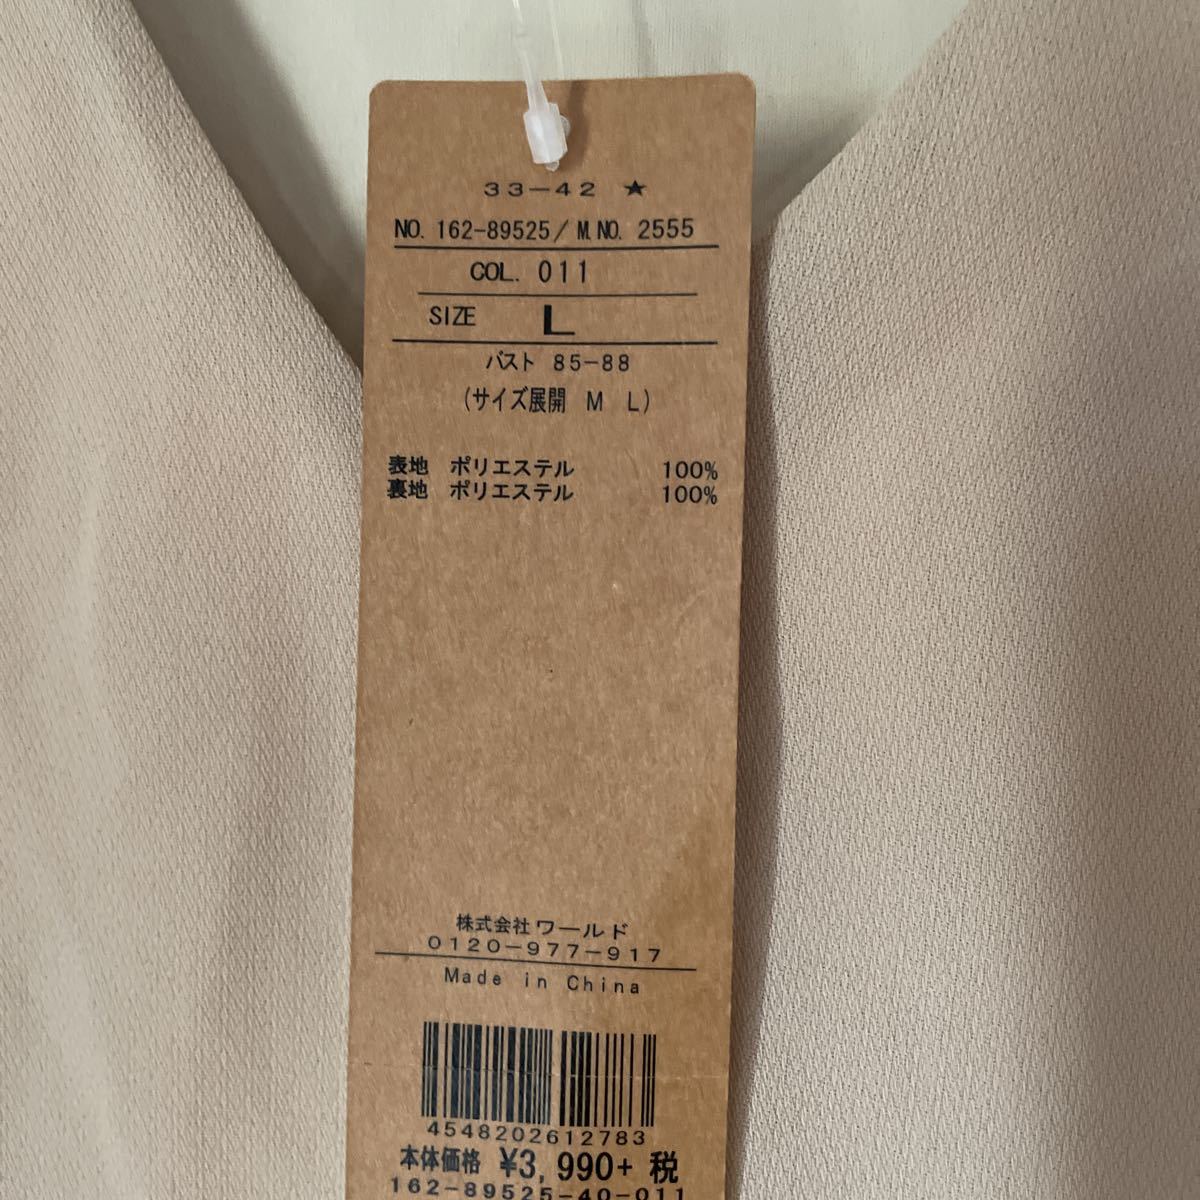 33-42 ★
NO. 162-89525/ M.NO. 2555
COL. 011
SIZE L
バスト 85-88
(サイズ展開 M L)
表地 ポリエステル 100%
裏地 ポリエステル 100%
株式会社ワールド
0120-977-917
Made in China
4548202612783
本体価格 ¥3,990+ 税
162-89525-40-011